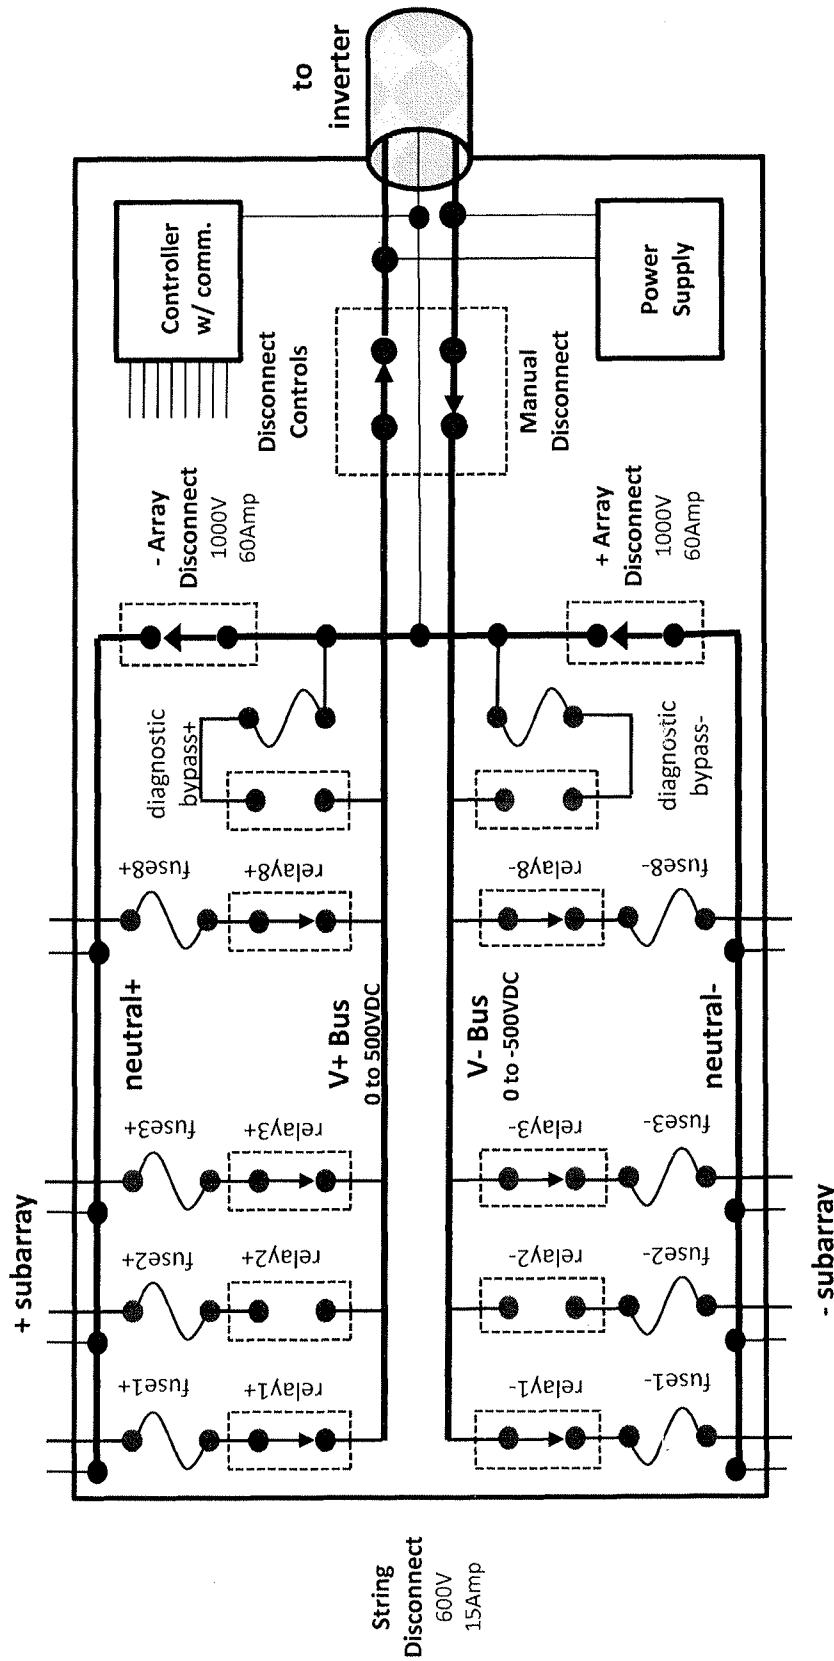 to
inverter
Controller
w/ comm.
Power
Supply
Disconnect
Controls
Manual
Disconnect
- Array
Disconnect
1000V
60Amp
+ Array
Disconnect
1000V
60Amp
diagnostic
bypass+
diagnostic
bypass-
fuse8+
relay8+
relay8-
fuse8-
neutral+
V+ Bus
0 to 500VDC
V- Bus
0 to -500VDC
neutral-
fuse3+
relay3+
relay3-
fuse3-
+ subarray
fuse2+
relay2+
relay2-
fuse2-
- subarray
fuse1+
relay1+
relay1-
fuse1-
String
Disconnect
600V
15Amp